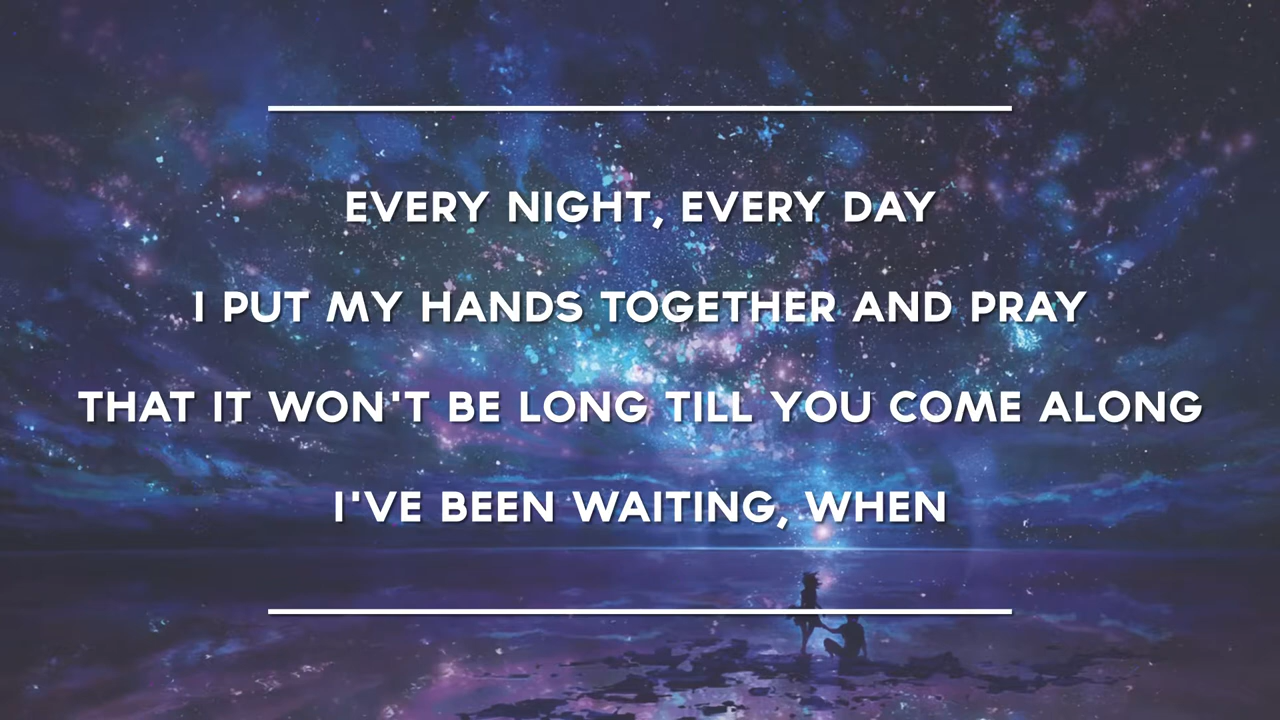 EVERY NIGHT, EVERY DAY
I PUT MY HANDS TOGETHER AND PRAY
THAT IT WON'T BE LONG TILL YOU COME ALONG
I'VE BEEN WAITING, WHEN